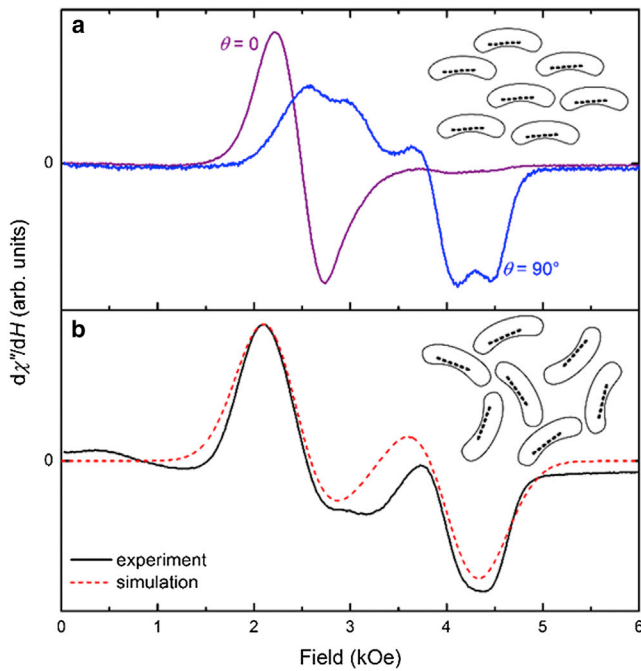 a
θ = 0
0
θ = 90°
dχ″/dH (arb. units)
b
0
experiment
simulation
0 1 2 3 4 5 6
Field (kOe)